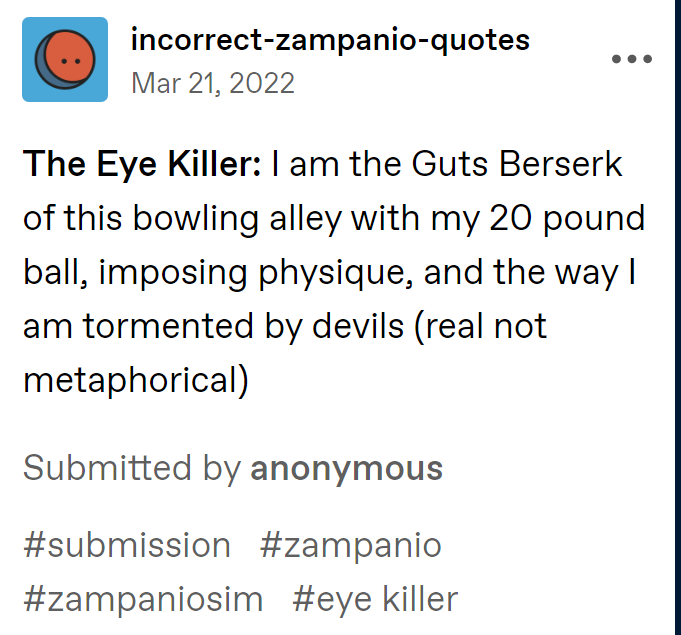 incorrect-zampanio-quotes
Mar 21, 2022
The Eye Killer: I am the Guts Berserk
of this bowling alley with my 20 pound
ball, imposing physique, and the way I
am tormented by devils (real not
metaphorical)
Submitted by anonymous
#submission #zampanio
#zampaniosim #eye killer